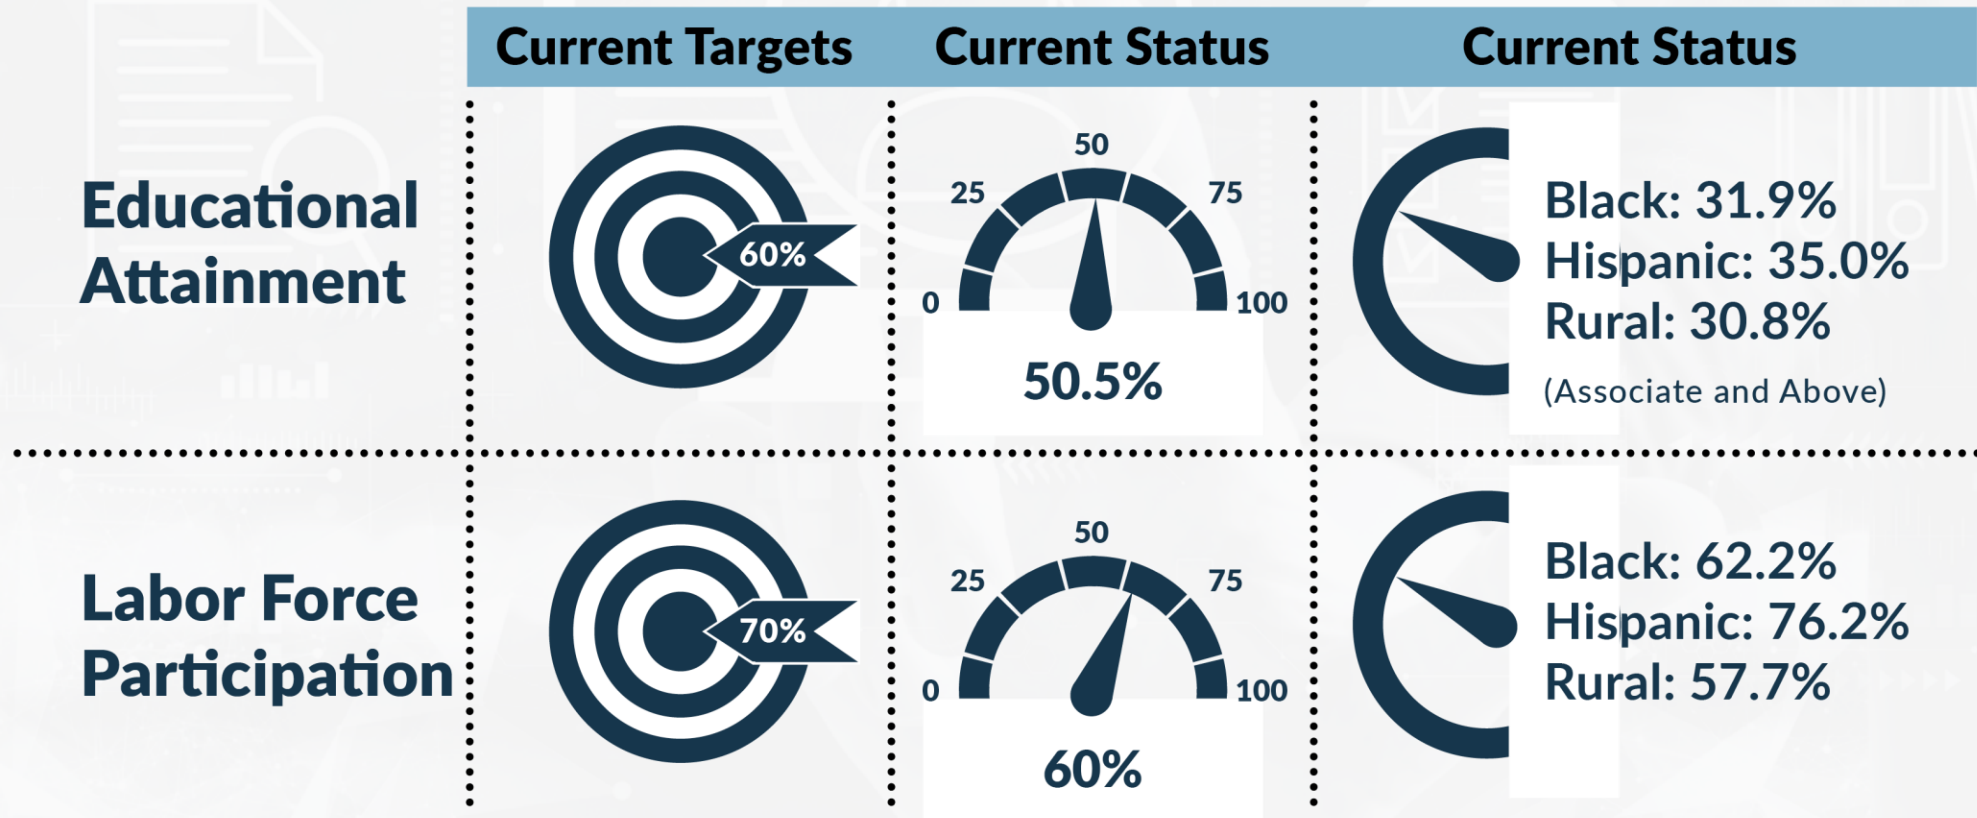 Current Targets
Current Status
Current Status
Educational
Attainment
60%
0
25
50
75
100
50.5%
Black: 31.9%
Hispanic: 35.0%
Rural: 30.8%
(Associate and Above)
Labor Force
Participation
70%
0
25
50
75
100
60%
Black: 62.2%
Hispanic: 76.2%
Rural: 57.7%